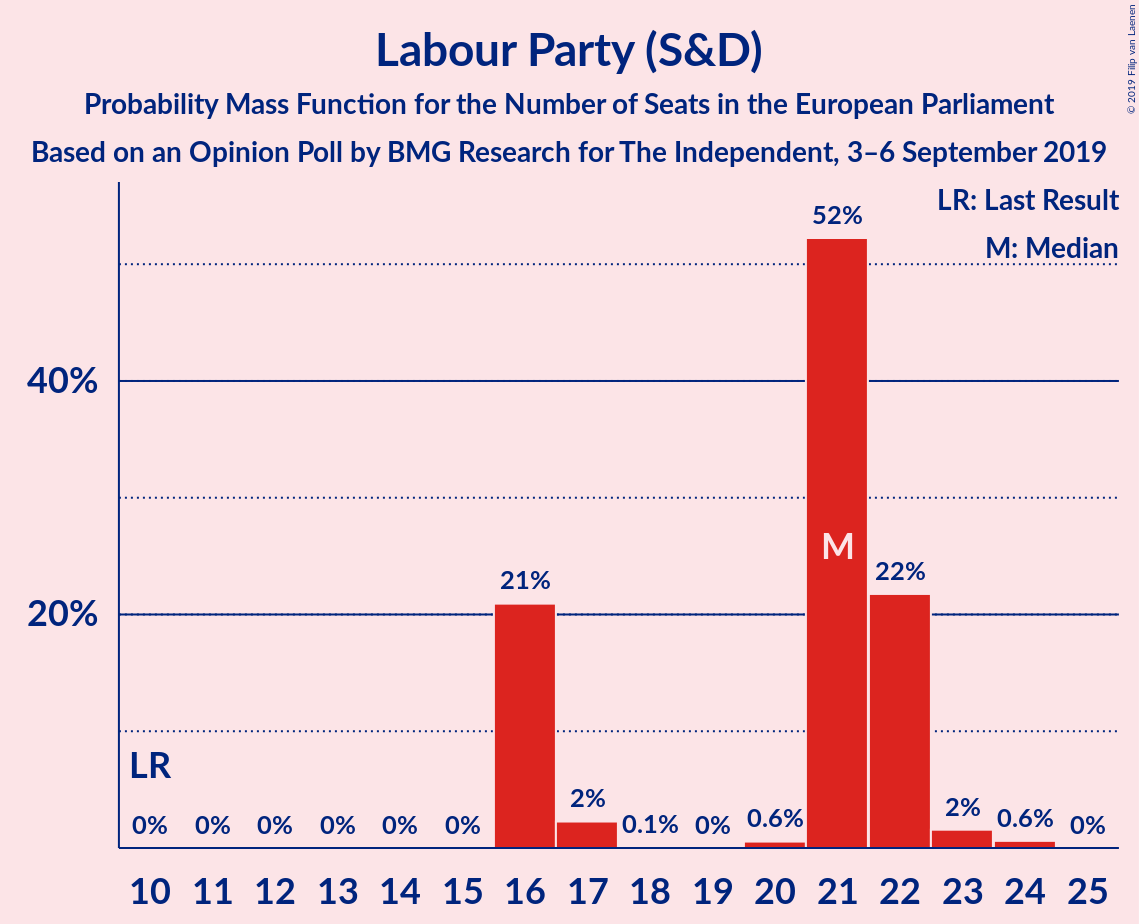 Labour Party (S&D)
Probability Mass Function for the Number of Seats in the European Parliament
Based on an Opinion Poll by BMG Research for The Independent, 3–6 September 2019
© 2019 Filip van Laenen
LR: Last Result
M: Median
52%
40%
M
21%
22%
20%
LR
0% 0% 0% 0% 0% 0% 2% 0.1% 0% 0.6% 2% 0.6% 0%
10 11 12 13 14 15 16 17 18 19 20 21 22 23 24 25